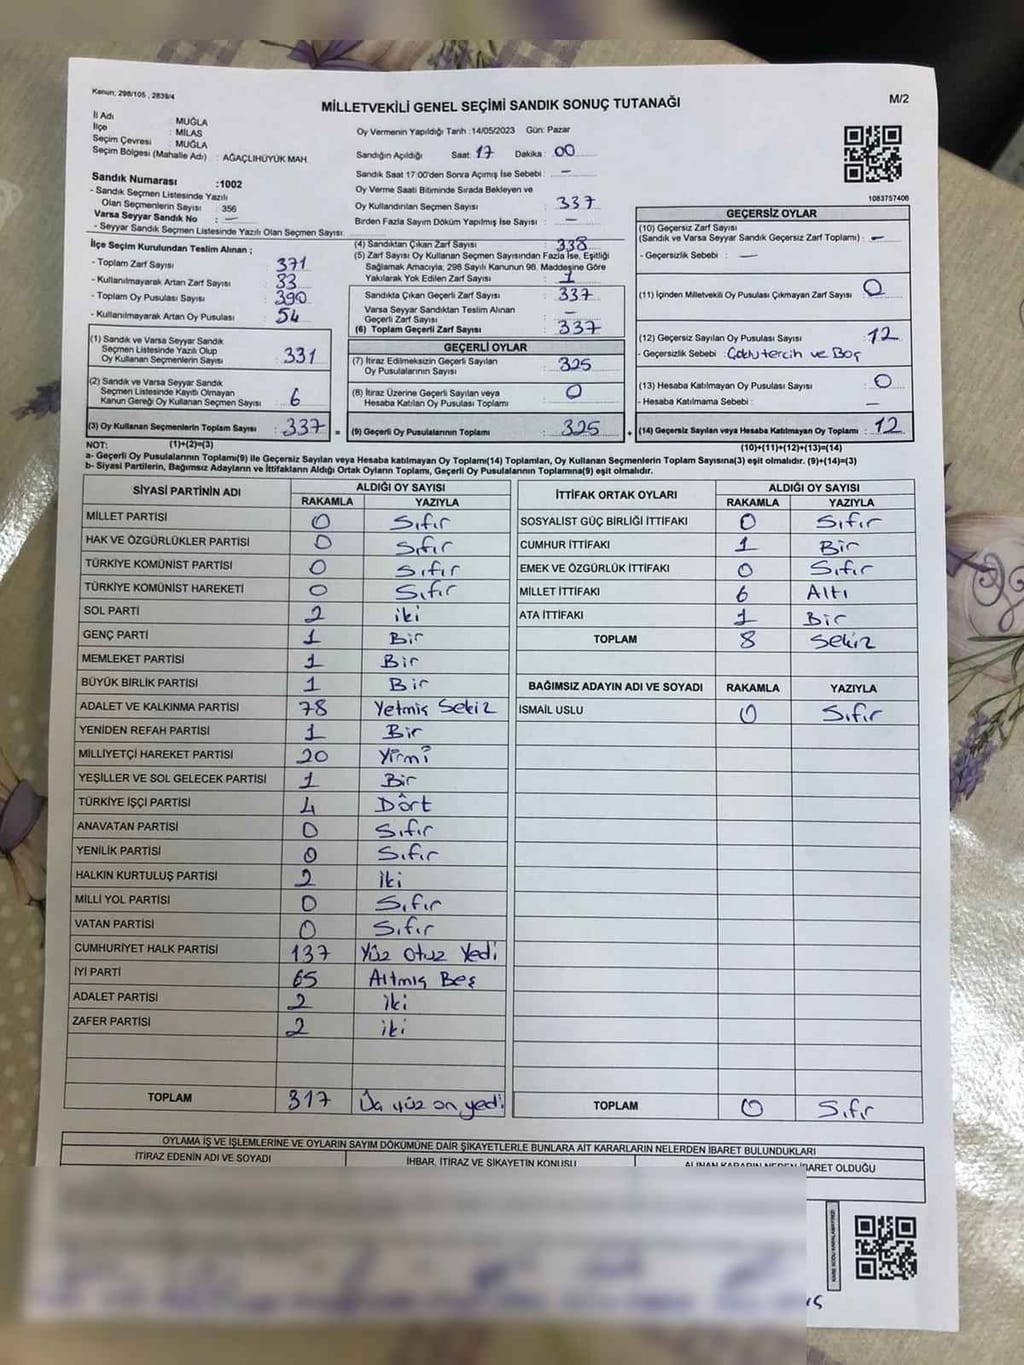 Kanun: 298/105 , 2839/4
MİLLETVEKİLİ GENEL SEÇİMİ SANDIK SONUÇ TUTANAĞI
M/2
İl Adı : MUĞLA
İlçe : MİLAS
Seçim Çevresi : MUĞLA
Seçim Bölgesi (Mahalle Adı) : AĞAÇLIHÜYÜK MAH.
Sandık Numarası :1002
- Sandık Seçmen Listesinde Yazılı
Olan Seçmenlerin Sayısı : 356
Varsa Seyyar Sandık No : —
- Seyyar Sandık Seçmen Listesinde Yazılı Olan Seçmen Sayısı:
Oy Vermenin Yapıldığı Tarih :14/05/2023 Gün: Pazar
Sandığın Açıldığı Saat: 17 Dakika : 00
Sandık Saat 17:00'den Sonra Açılmış İse Sebebi : —
Oy Verme Saati Bitiminde Sırada Bekleyen ve
Oy Kullandırılan Seçmen Sayısı : 337
Birden Fazla Sayım Döküm Yapılmış İse Sayısı : —
1083757406
İlçe Seçim Kurulundan Teslim Alınan ;
- Toplam Zarf Sayısı : 371
- Kullanılmayarak Artan Zarf Sayısı : 33
- Toplam Oy Pusulası Sayısı : 390
- Kullanılmayarak Artan Oy Pusulası : 54
(1) Sandık ve Varsa Seyyar Sandık
Seçmen Listesinde Yazılı Olup
Oy Kullanan Seçmenlerin Sayısı : 331
(2) Sandık ve Varsa Seyyar Sandık
Seçmen Listesinde Kayıtlı Olmayan
Kanun Gereği Oy Kullanan Seçmen Sayısı : 6
(3) Oy Kullanan Seçmenlerin Toplam Sayısı : 337 =
(4) Sandıktan Çıkan Zarf Sayısı : 338
(5) Zarf Sayısı Oy Kullanan Seçmen Sayısından Fazla İse, Eşitliği
Sağlamak Amacıyla, 298 Sayılı Kanunun 98. Maddesine Göre
Yakılarak Yok Edilen Zarf Sayısı : 1
Sandıkta Çıkan Geçerli Zarf Sayısı : 337
Varsa Seyyar Sandıktan Teslim Alınan
Geçerli Zarf Sayısı : —
(6) Toplam Geçerli Zarf Sayısı : 337
GEÇERLİ OYLAR
(7) İtiraz Edilmeksizin Geçerli Sayılan
Oy Pusulalarının Sayısı : 325
(8) İtiraz Üzerine Geçerli Sayılan veya
Hesaba Katılan Oy Pusulası Toplamı : 0
(9) Geçerli Oy Pusulalarının Toplamı : 325 +
GEÇERSİZ OYLAR
(10) Geçersiz Zarf Sayısı
(Sandık ve Varsa Seyyar Sandık Geçersiz Zarf Toplamı) : —
- Geçersizlik Sebebi : —
(11) İçinden Milletvekili Oy Pusulası Çıkmayan Zarf Sayısı : 0
(12) Geçersiz Sayılan Oy Pusulası Sayısı : 12
- Geçersizlik Sebebi : Çoklu tercih ve Boş
(13) Hesaba Katılmayan Oy Pusulası Sayısı : 0
- Hesaba Katılmama Sebebi : —
(14) Geçersiz Sayılan veya Hesaba Katılmayan Oy Toplamı : 12
NOT: (1)+(2)=(3) (10)+(11)+(12)+(13)=(14)
a- Geçerli Oy Pusulalarının Toplamı(9) ile Geçersiz Sayılan veya Hesaba katılmayan Oy Toplamı(14) Toplamları, Oy Kullanan Seçmenlerin Toplam Sayısına(3) eşit olmalıdır. (9)+(14)=(3)
b- Siyasi Partilerin, Bağımsız Adayların ve İttifakların Aldığı Ortak Oyların Toplamı, Geçerli Oy Pusulalarının Toplamına(9) eşit olmalıdır.
SİYASİ PARTİNİN ADI ALDIĞI OY SAYISI
RAKAMLA YAZIYLA
MİLLET PARTİSİ 0 Sıfır
HAK VE ÖZGÜRLÜKLER PARTİSİ 0 Sıfır
TÜRKİYE KOMÜNİST PARTİSİ 0 Sıfır
TÜRKİYE KOMÜNİST HAREKETİ 0 Sıfır
SOL PARTİ 2 iki
GENÇ PARTİ 1 Bir
MEMLEKET PARTİSİ 1 Bir
BÜYÜK BİRLİK PARTİSİ 1 Bir
ADALET VE KALKINMA PARTİSİ 78 Yetmiş Sekiz
YENİDEN REFAH PARTİSİ 1 Bir
MİLLİYETÇİ HAREKET PARTİSİ 20 Yirmi
YEŞİLLER VE SOL GELECEK PARTİSİ 1 Bir
TÜRKİYE İŞÇİ PARTİSİ 4 Dört
ANAVATAN PARTİSİ 0 Sıfır
YENİLİK PARTİSİ 0 Sıfır
HALKIN KURTULUŞ PARTİSİ 2 İki
MİLLİ YOL PARTİSİ 0 Sıfır
VATAN PARTİSİ 0 Sıfır
CUMHURİYET HALK PARTİSİ 137 Yüz otuz Yedi
İYİ PARTİ 65 Altmış Beş
ADALET PARTİSİ 2 iki
ZAFER PARTİSİ 2 iki
TOPLAM 317 Üç yüz on yedi
İTTİFAK ORTAK OYLARI ALDIĞI OY SAYISI
RAKAMLA YAZIYLA
SOSYALİST GÜÇ BİRLİĞİ İTTİFAKI 0 Sıfır
CUMHUR İTTİFAKI 1 Bir
EMEK VE ÖZGÜRLÜK İTTİFAKI 0 Sıfır
MİLLET İTTİFAKI 6 Altı
ATA İTTİFAKI 1 Bir
TOPLAM 8 Sekiz
BAĞIMSIZ ADAYIN ADI VE SOYADI RAKAMLA YAZIYLA
İSMAİL USLU 0 Sıfır
TOPLAM 0 Sıfır
OYLAMA İŞ VE İŞLEMLERİNE VE OYLARIN SAYIM DÖKÜMÜNE DAİR ŞİKAYETLERLE BUNLARA AİT KARARLARIN NELERDEN İBARET BULUNDUKLARI
İTİRAZ EDENİN ADI VE SOYADI İHBAR, İTİRAZ VE ŞİKAYETİN KONUSU ALINAN KARARIN NEDEN İBARET OLDUĞU